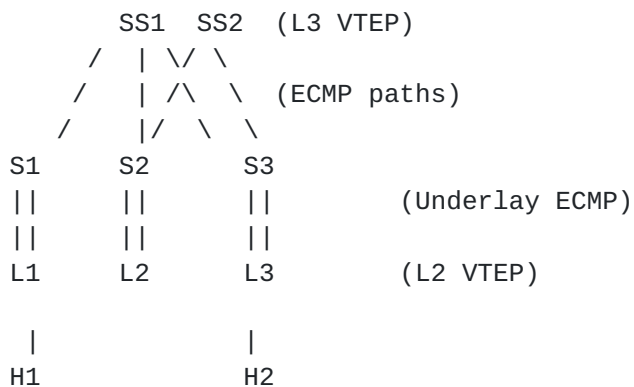 SS1 SS2 (L3 VTEP)
(ECMP paths)
S1 S2 S3
(Underlay ECMP)
L1 L2 L3 (L2 VTEP)
H1 H2